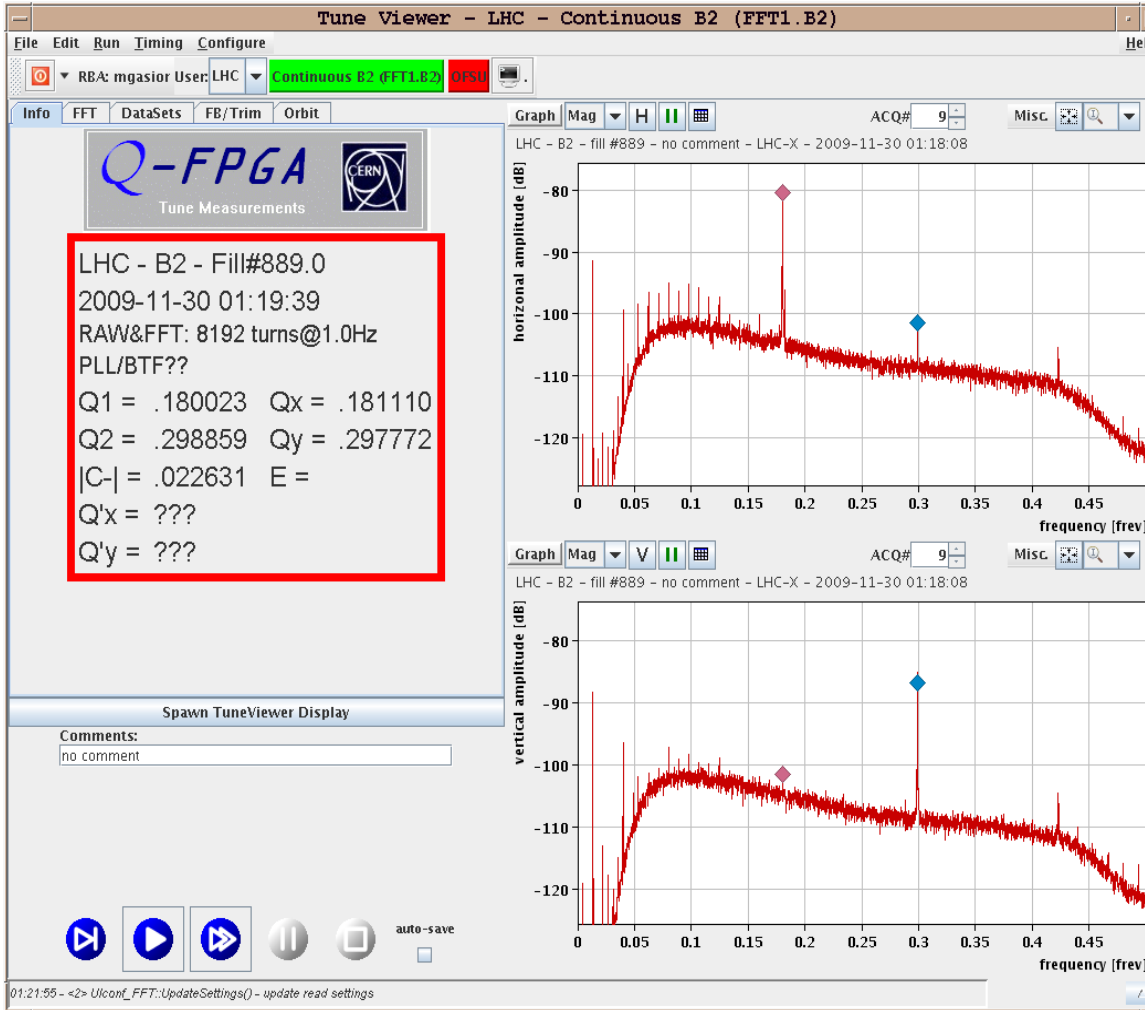 Tune Viewer - LHC - Continuous B2 (FFT1.B2)
File Edit Run Timing Configure
RBA: mgasior User: LHC Continuous B2 (FFT1.B2) OFSU .
Info FFT DataSets FB/Trim Orbit
Q-FPGA
Tune Measurements
CERN
LHC - B2 - Fill#889.0
2009-11-30 01:19:39
RAW&FFT: 8192 turns@1.0Hz
PLL/BTF??
Q1 = .180023 Qx = .181110
Q2 = .298859 Qy = .297772
|C-| = .022631 E =
Q'x = ???
Q'y = ???
Spawn TuneViewer Display
Comments:
no comment
auto-save
Graph Mag H ACQ# 9 Misc.
LHC - B2 - fill #889 - no comment - LHC-X - 2009-11-30 01:18:08
horizonal amplitude [dB]
-80
-90
-100
-110
-120
0 0.05 0.1 0.15 0.2 0.25 0.3 0.35 0.4 0.45
frequency [frev]
Graph Mag V ACQ# 9 Misc.
LHC - B2 - fill #889 - no comment - LHC-X - 2009-11-30 01:18:08
vertical amplitude [dB]
-80
-90
-100
-110
-120
0 0.05 0.1 0.15 0.2 0.25 0.3 0.35 0.4 0.45
frequency [frev]
01:21:55 - <2> UIconf_FFT::UpdateSettings() - update read settings